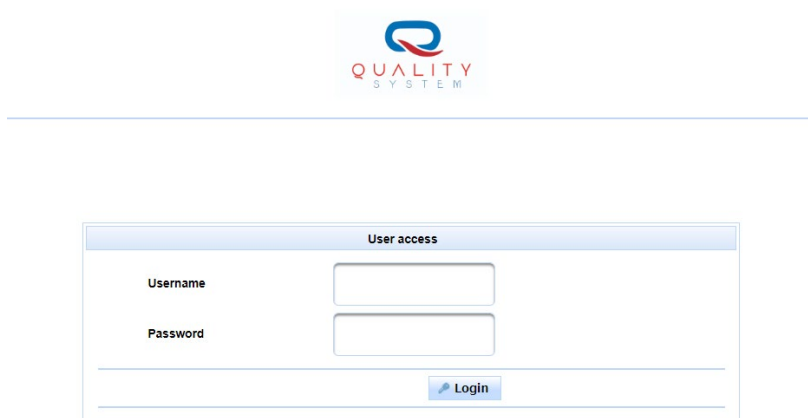 QUALITY
SYSTEM
User access
Username
Password
Login